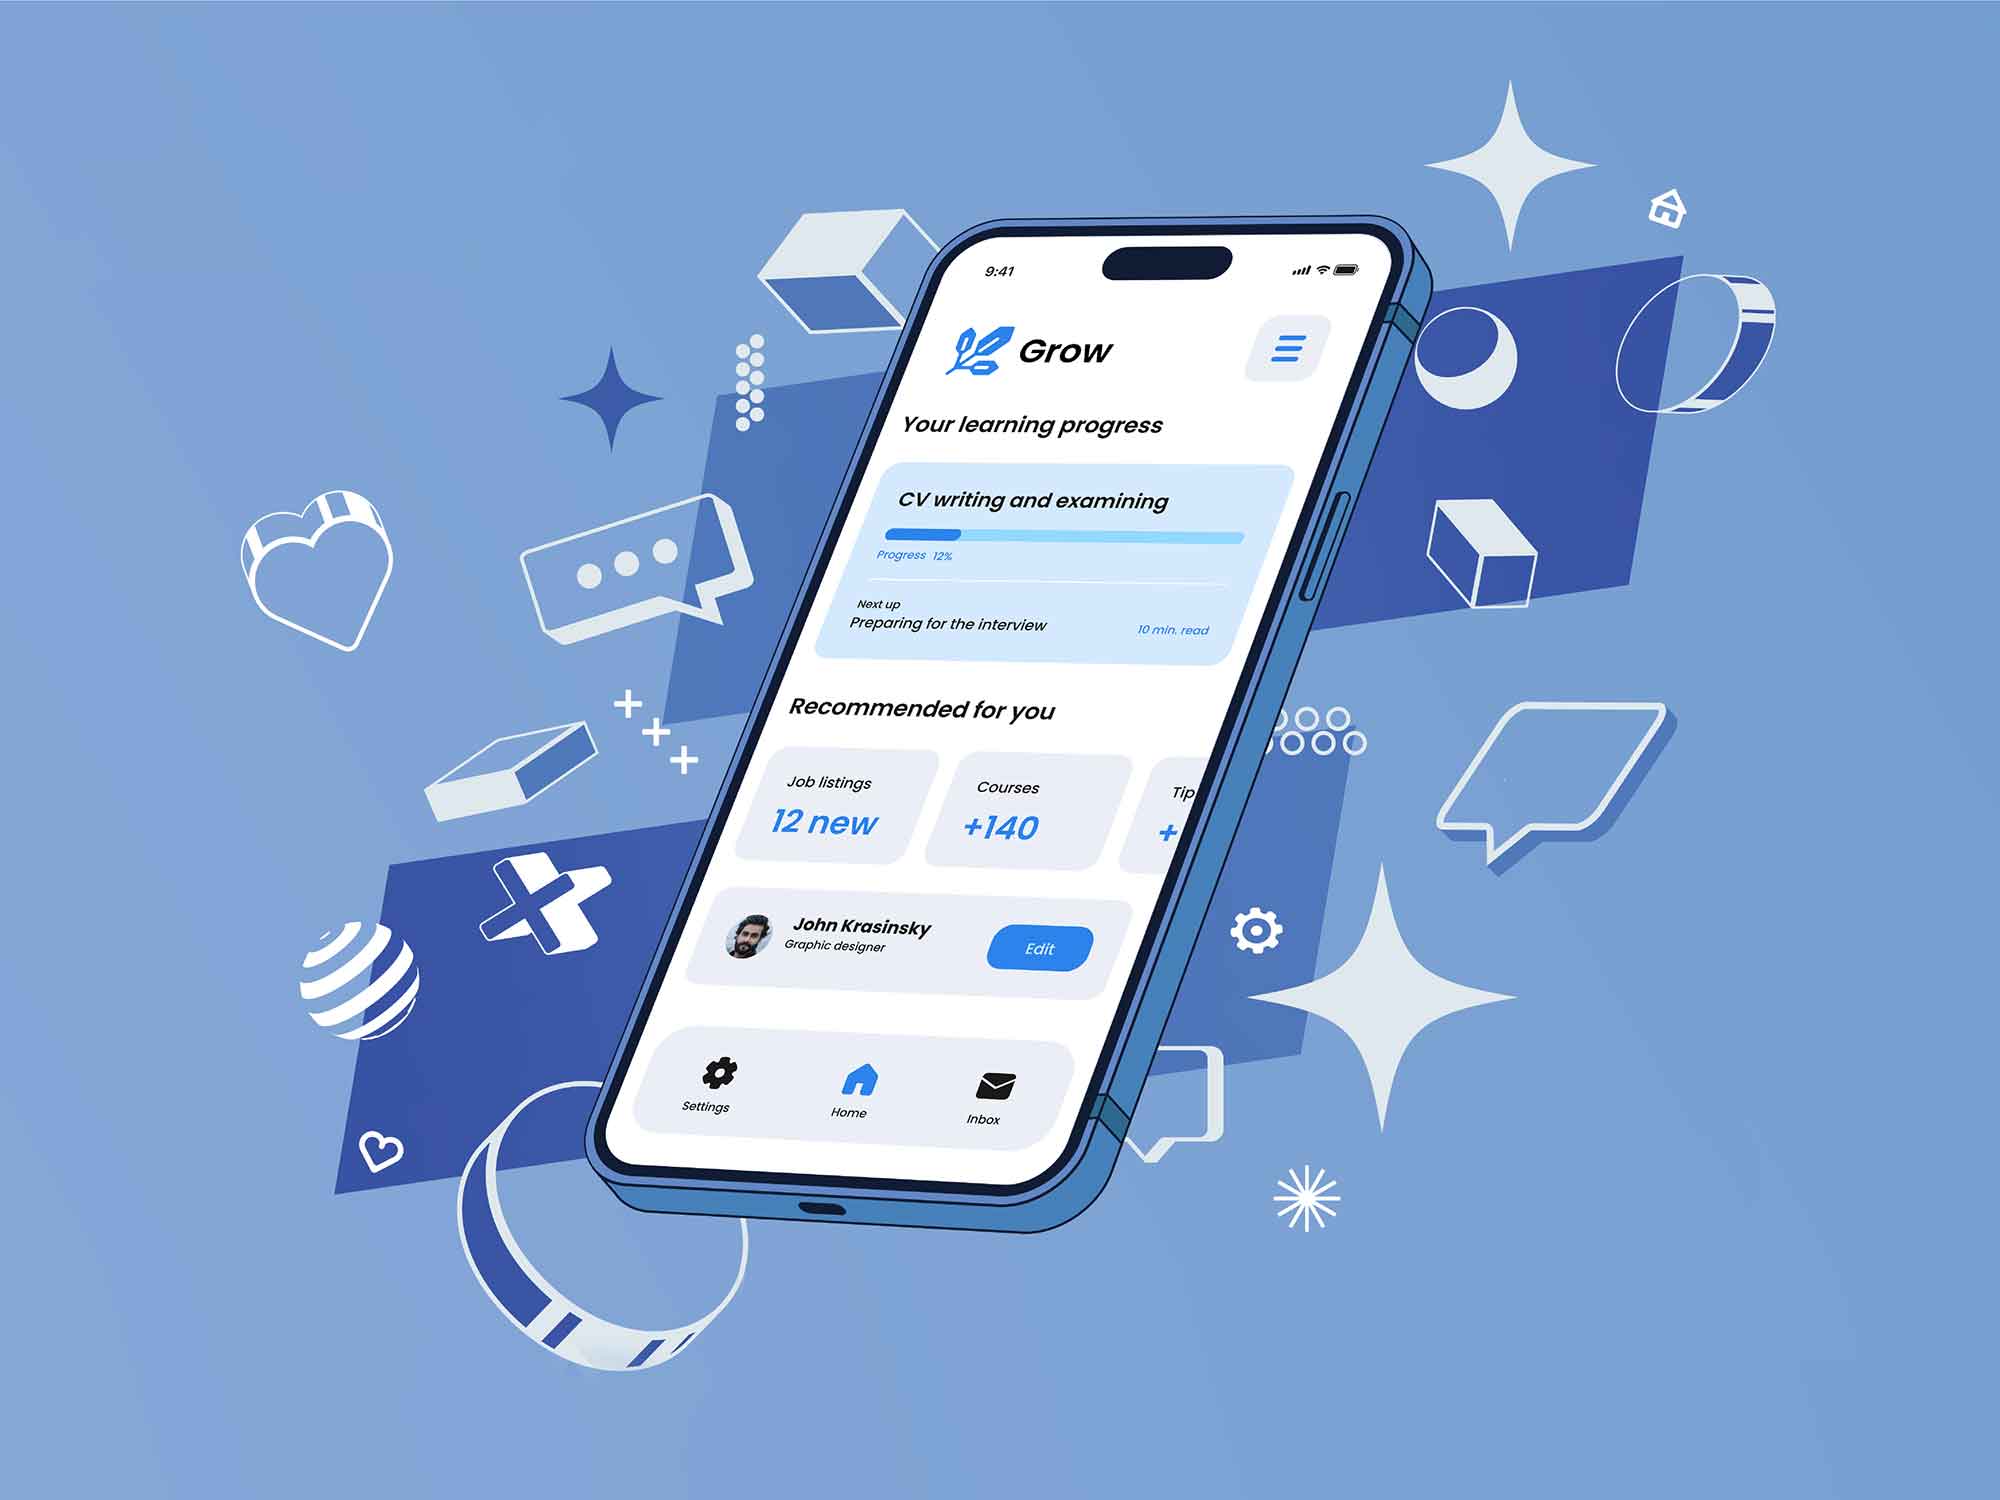 9:41
Grow
Your learning progress
CV writing and examining
Progress 12%
Next up
Preparing for the interview
10 min. read
Recommended for you
Job listings
12 new
Courses
+140
Tip
+
John Krasinsky
Graphic designer
Edit
Settings
Home
Inbox